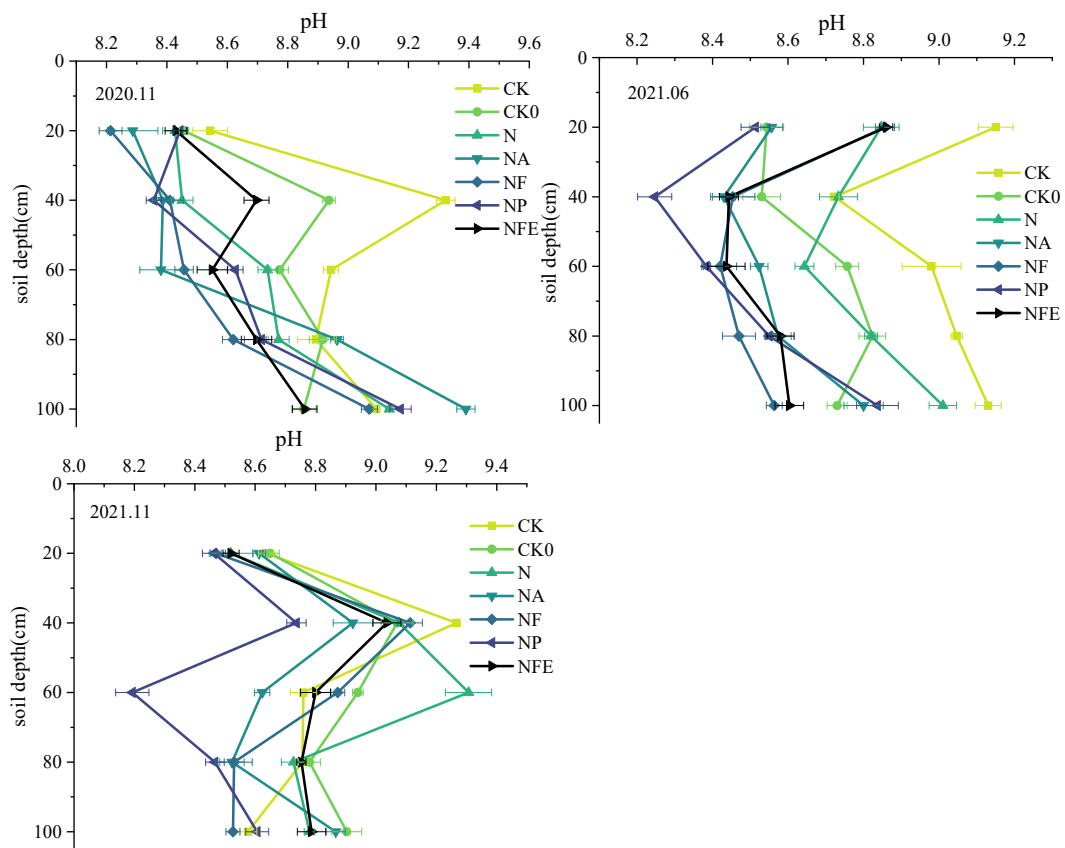 pH
8.2 8.4 8.6 8.8 9.0 9.2 9.4 9.6
0
20
40
60
80
100
soil depth(cm)
2020.11
CK
CK0
N
NA
NF
NP
NFE
pH
8.2 8.4 8.6 8.8 9.0 9.2
0
20
40
60
80
100
soil depth(cm)
2021.06
CK
CK0
N
NA
NF
NP
NFE
pH
8.0 8.2 8.4 8.6 8.8 9.0 9.2 9.4
0
20
40
60
80
100
soil depth(cm)
2021.11
CK
CK0
N
NA
NF
NP
NFE